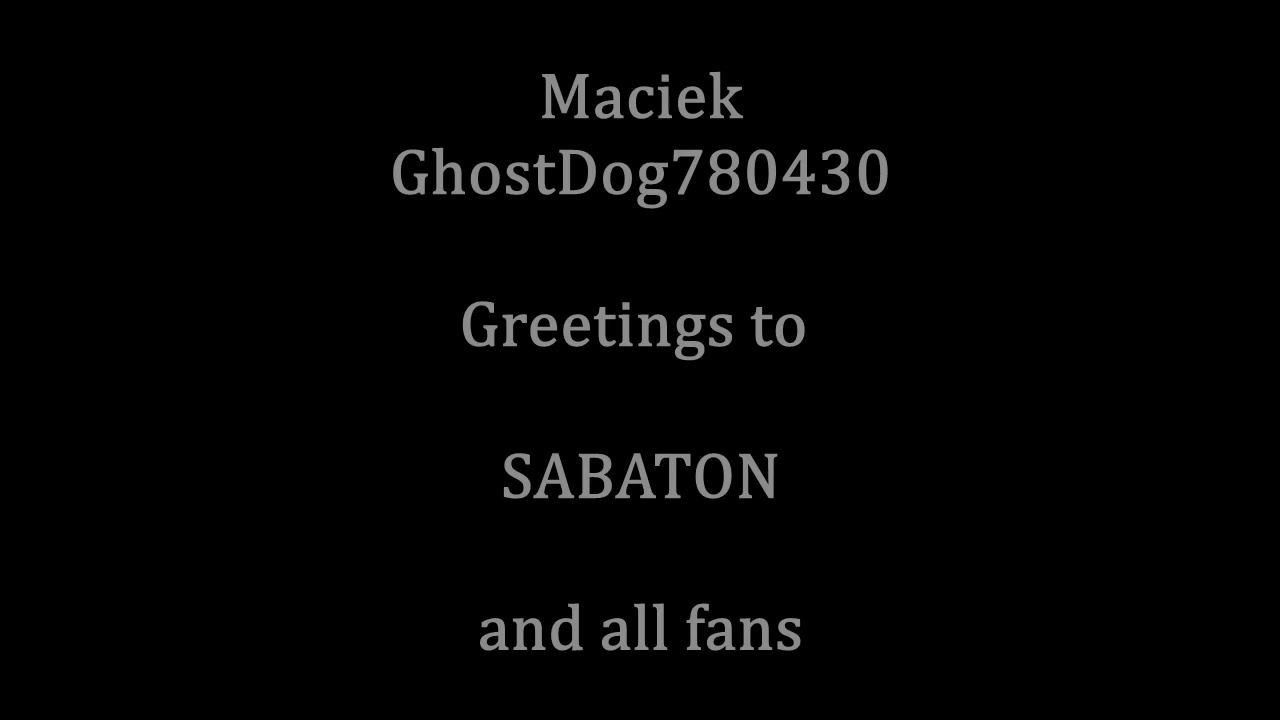 Maciek
GhostDog780430
Greetings to
SABATON
and all fans